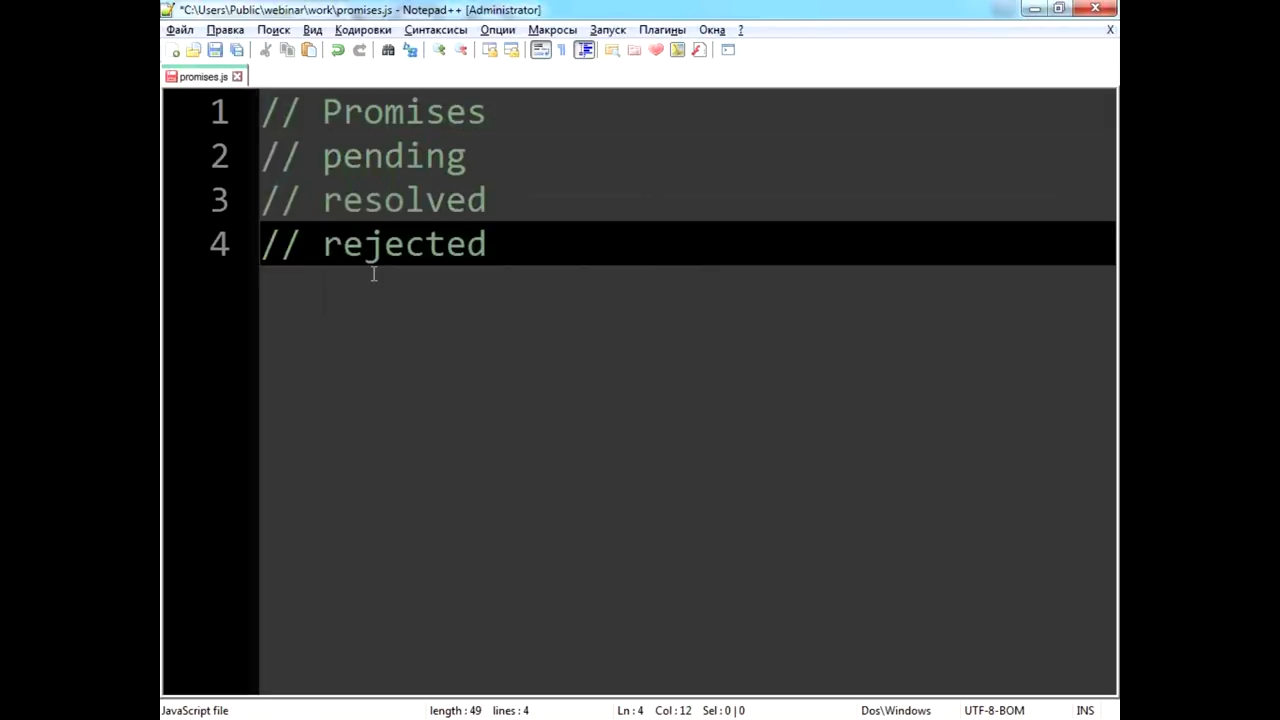 *C:\Users\Public\webinar\work\promises.js - Notepad++ [Administrator]
Файл Правка Поиск Вид Кодировки Синтаксисы Опции Макросы Запуск Плагины Окна ? X
promises.js
1 // Promises
2 // pending
3 // resolved
4 // rejected
JavaScript file length : 49 lines : 4 Ln : 4 Col : 12 Sel : 0 | 0 Dos\Windows UTF-8-BOM INS